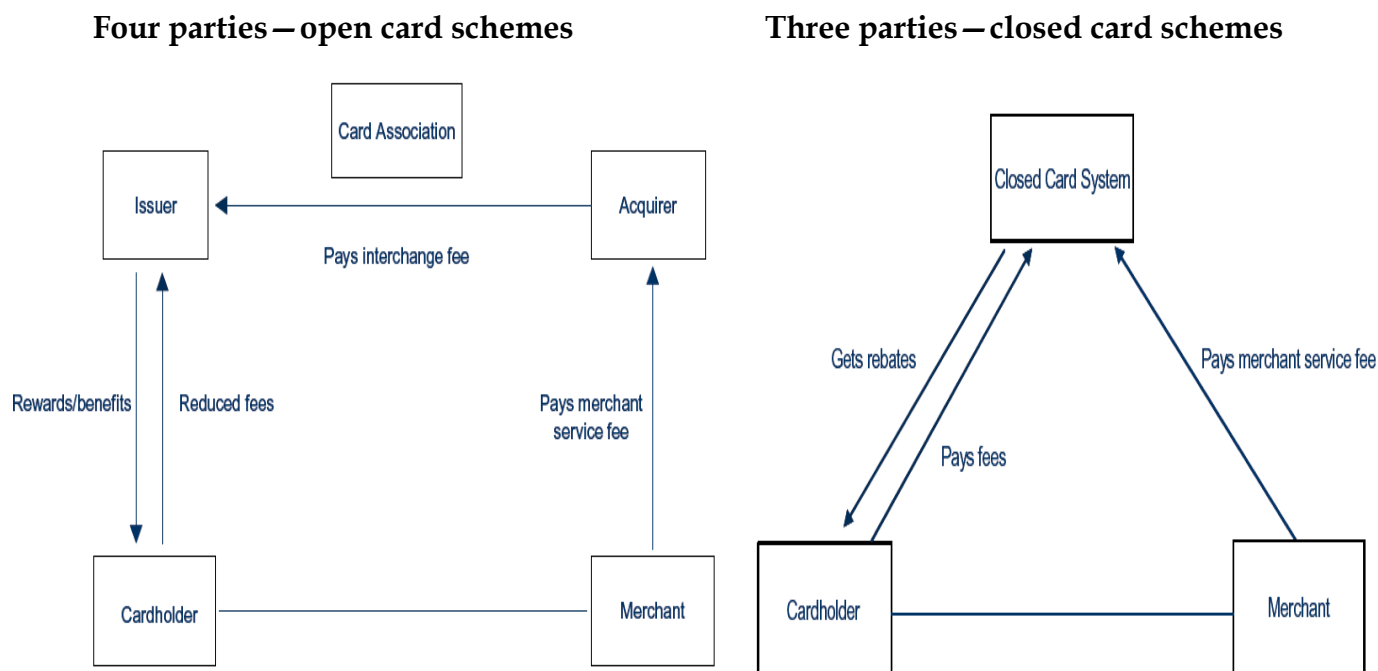 Four parties—open card schemes
Card Association
Issuer
Acquirer
Pays interchange fee
Rewards/benefits
Reduced fees
Pays merchant
service fee
Cardholder
Merchant
Three parties—closed card schemes
Closed Card System
Gets rebates
Pays merchant service fee
Pays fees
Cardholder
Merchant